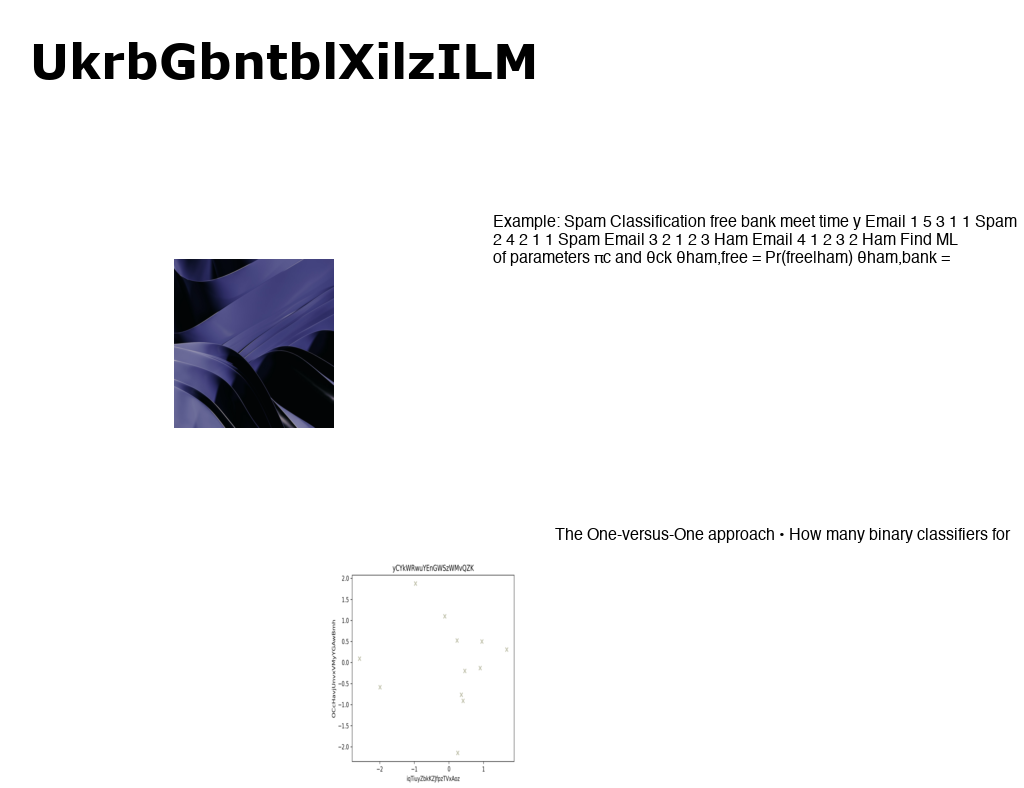 UkrbGbntblXilzILM
Example: Spam Classification free bank meet time y Email 1 5 3 1 1 Spam
2 4 2 1 1 Spam Email 3 2 1 2 3 Ham Email 4 1 2 3 2 Ham Find ML
of parameters πc and θck θham,free = Pr(free|ham) θham,bank =
The One-versus-One approach • How many binary classifiers for
yCYkWRwuYEnGWSzWMvQZK
2.0
1.5
1.0
0.5
0.0
−0.5
−1.0
−1.5
−2.0
−2 −1 0 1